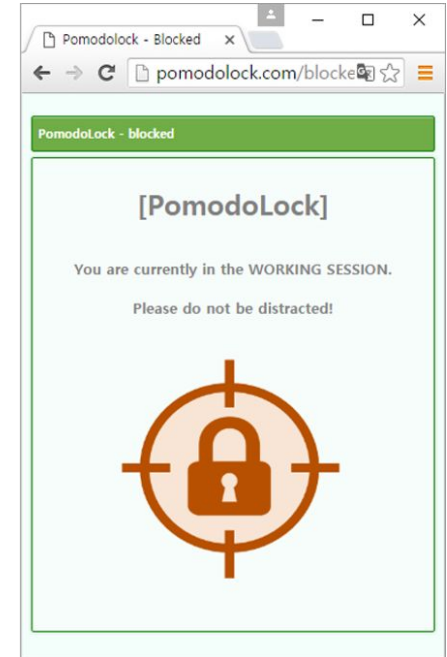 Pomodolock - Blocked
pomodolock.com/blocke
PomodoLock - blocked
[PomodoLock]
You are currently in the WORKING SESSION.
Please do not be distracted!